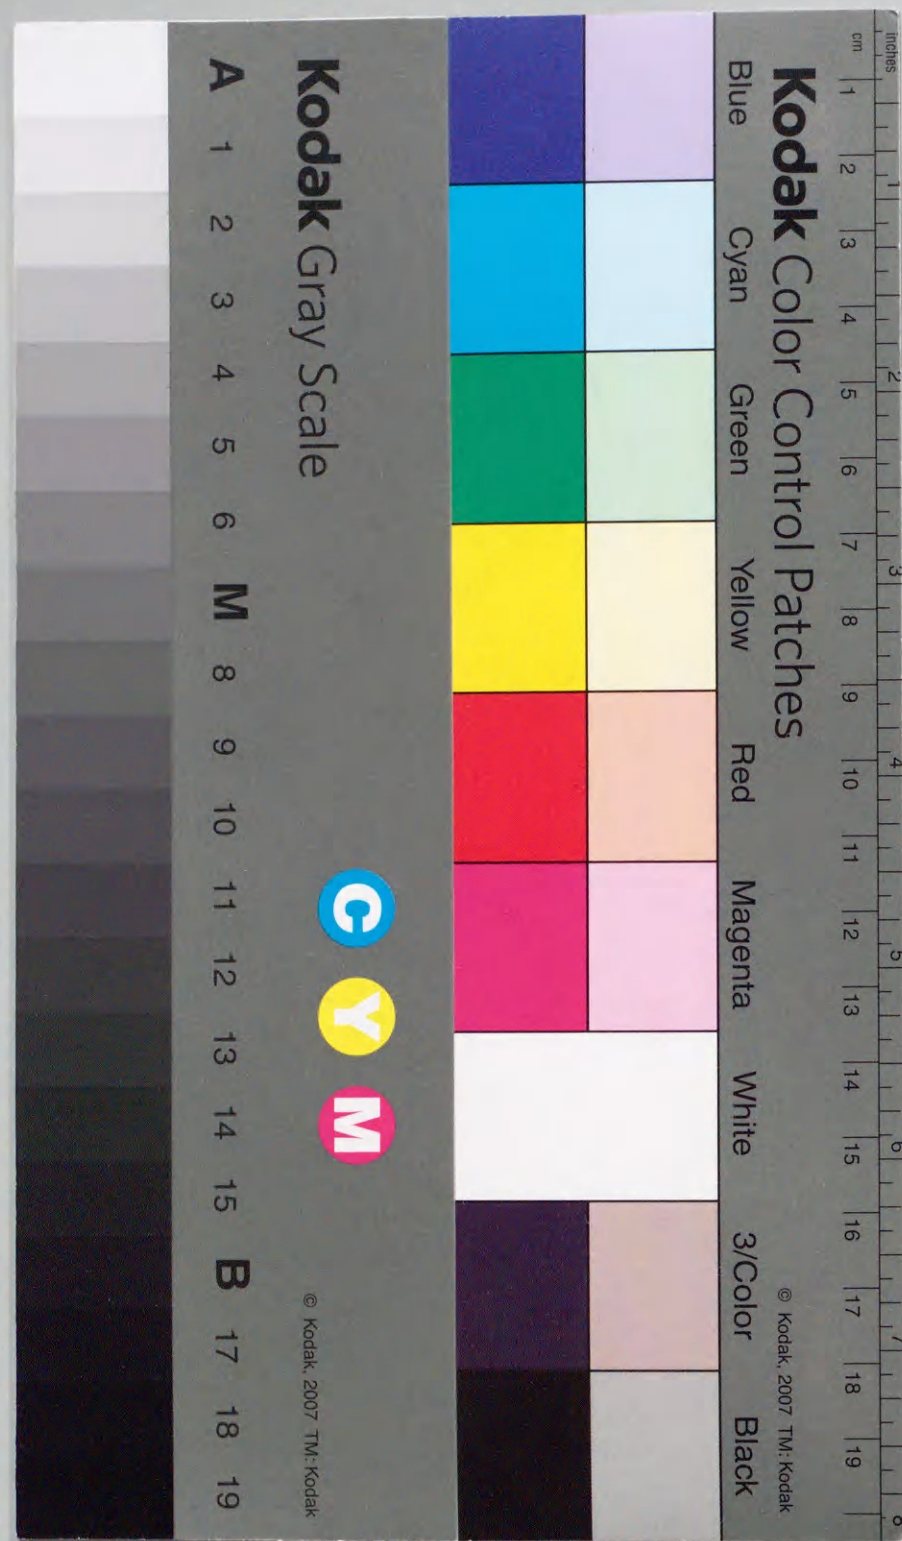 inches 1 2 3 4 5 6 7 8
cm 1 2 3 4 5 6 7 8 9 10 11 12 13 14 15 16 17 18 19
Kodak Color Control Patches
© Kodak, 2007 TM: Kodak
Blue Cyan Green Yellow Red Magenta White 3/Color Black
Kodak Gray Scale
C Y M
© Kodak, 2007 TM: Kodak
A 1 2 3 4 5 6 M 8 9 10 11 12 13 14 15 B 17 18 19